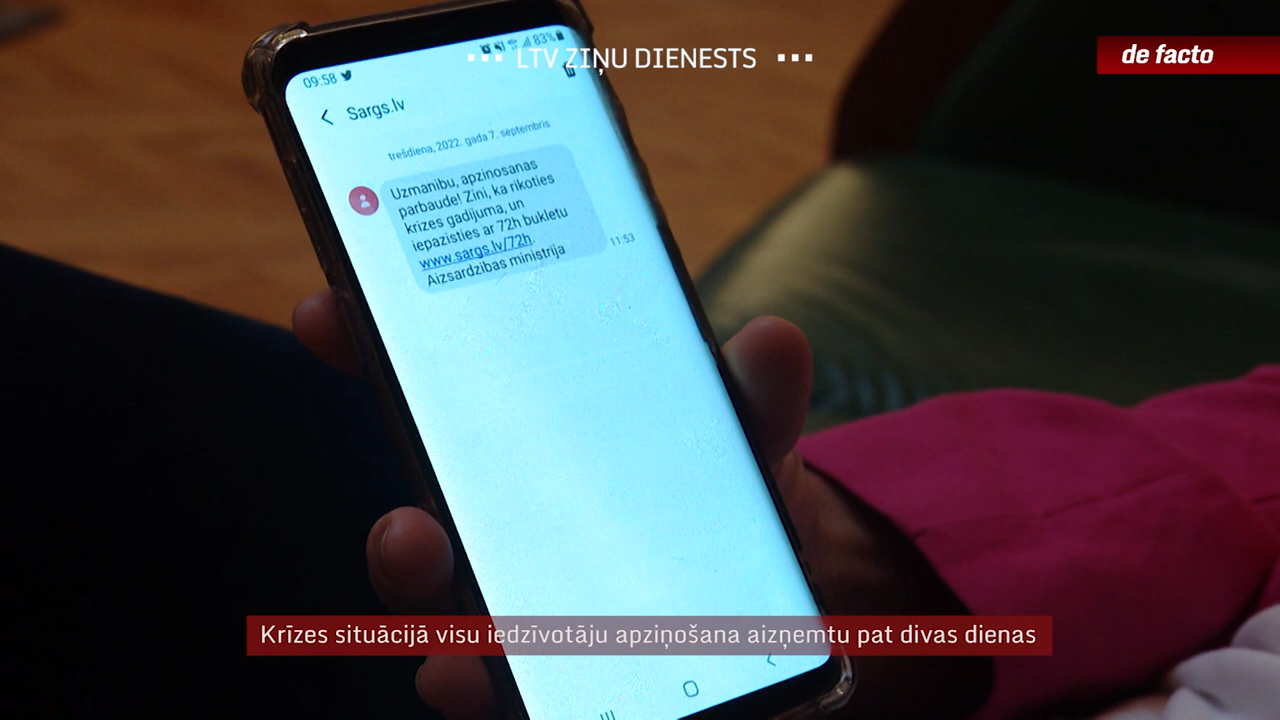 LTV ZIŅU DIENESTS
de facto
09:58
83%
Sargs.lv
trešdiena, 2022. gada 7. septembris
Uzmanibu, apzinosanas
parbaude! Zini, ka rikoties
krizes gadijuma, un
iepazisties ar 72h bukletu
www.sargs.lv/72h.
Aizsardzibas ministrija
11:53
Krīzes situācijā visu iedzīvotāju apziņošana aizņemtu pat divas dienas